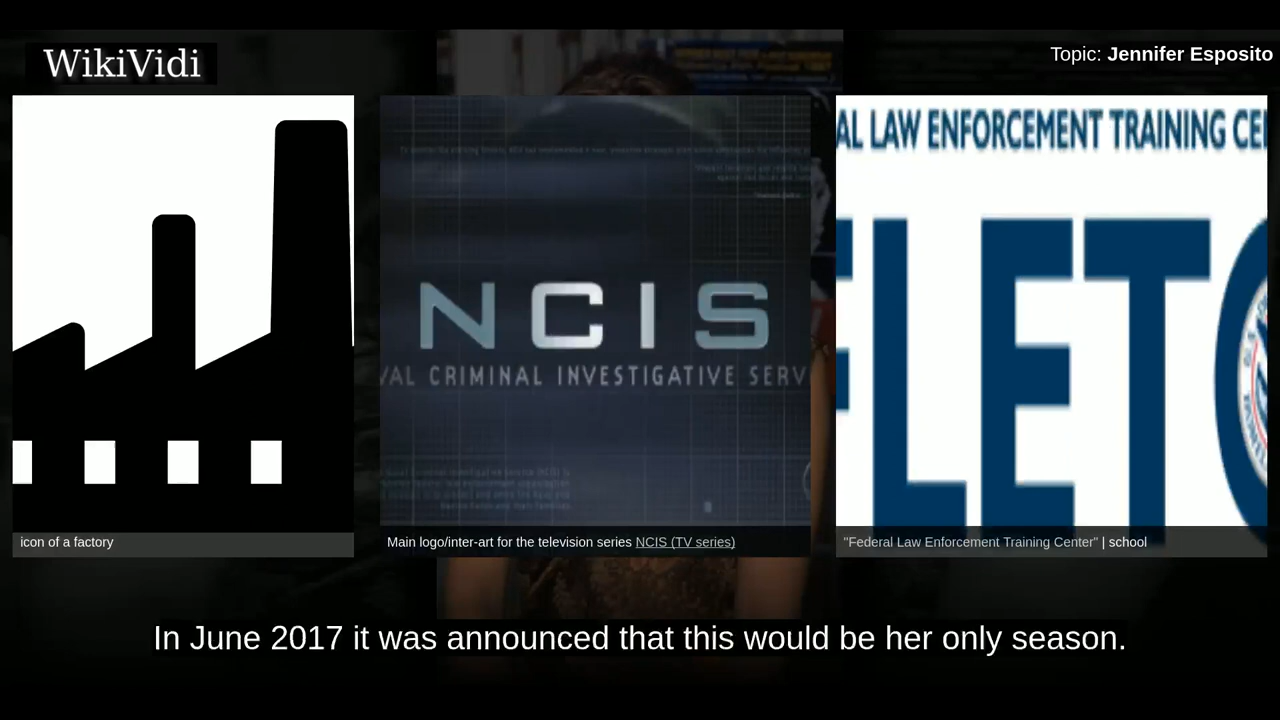 WikiVidi
Topic: Jennifer Esposito
AL LAW ENFORCEMENT TRAINING CE
NCIS
VAL CRIMINAL INVESTIGATIVE SERV
FLETC
icon of a factory
Main logo/inter-art for the television series NCIS (TV series)
"Federal Law Enforcement Training Center" | school
In June 2017 it was announced that this would be her only season.